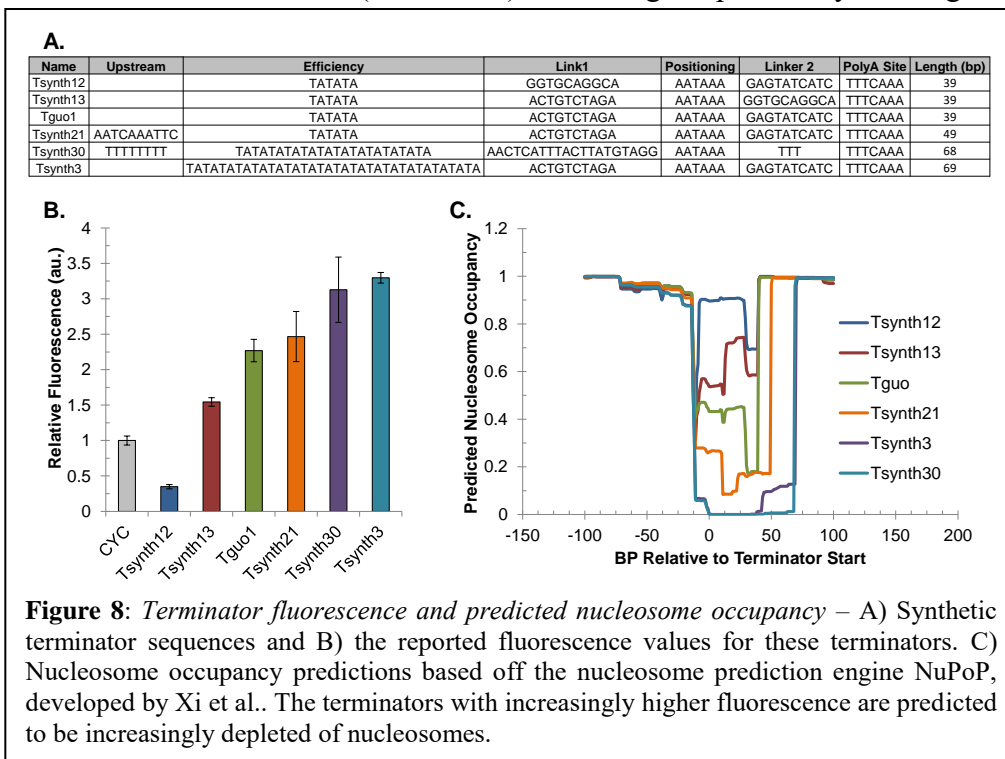 A.
Name Upstream Efficiency Link1 Positioning Linker 2 PolyA Site Length (bp)
Tsynth12 TATATA GGTGCAGGCA AATAAA GAGTATCATC TTTCAAA 39
Tsynth13 TATATA ACTGTCTAGA AATAAA GGTGCAGGCA TTTCAAA 39
Tguo1 TATATA ACTGTCTAGA AATAAA GAGTATCATC TTTCAAA 39
Tsynth21 AATCAAATTC TATATA ACTGTCTAGA AATAAA GAGTATCATC TTTCAAA 49
Tsynth30 TTTTTTTT TATATATATATATATATATATATA AACTCATTTACTTATGTAGG AATAAA TTT TTTCAAA 68
Tsynth3 TATATATATATATATATATATATATATATATATATA ACTGTCTAGA AATAAA GAGTATCATC TTTCAAA 69
B.
Relative Fluorescence (au.)
4
3.5
3
2.5
2
1.5
1
0.5
0
CYC
Tsynth12
Tsynth13
Tguo1
Tsynth21
Tsynth30
Tsynth3
C.
Predicted Nucleosome Occupancy
1.2
1
0.8
0.6
0.4
0.2
0
-150 -100 -50 0 50 100 150 200
BP Relative to Terminator Start
Tsynth12
Tsynth13
Tguo
Tsynth21
Tsynth3
Tsynth30
Figure 8: Terminator fluorescence and predicted nucleosome occupancy – A) Synthetic
terminator sequences and B) the reported fluorescence values for these terminators. C)
Nucleosome occupancy predictions based off the nucleosome prediction engine NuPoP,
developed by Xi et al.. The terminators with increasingly higher fluorescence are predicted
to be increasingly depleted of nucleosomes.